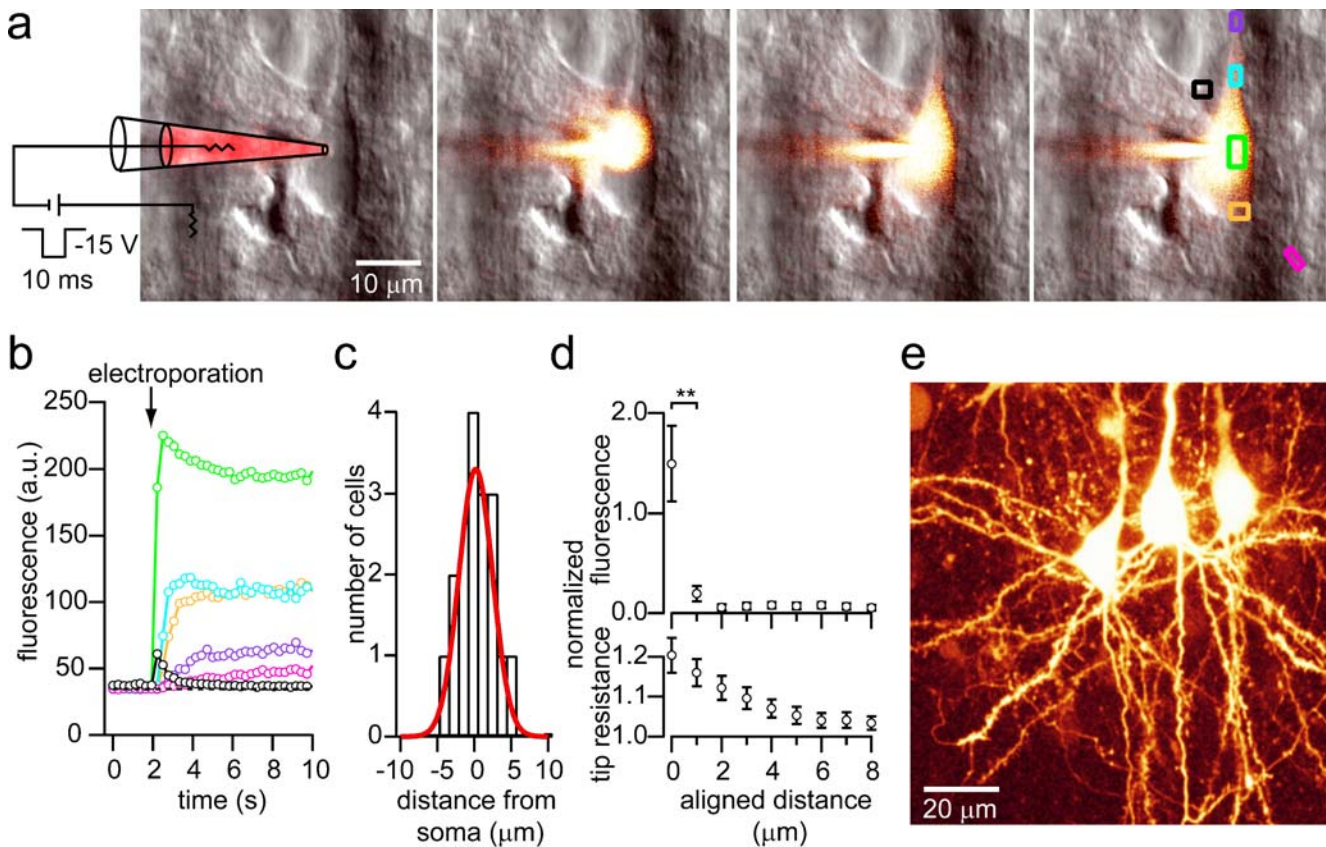 a
-15 V
10 ms
10 μm
b
electroporation
fluorescence (a.u.)
250
200
150
100
50
0
0 2 4 6 8 10
time (s)
c
number of cells
4
3
2
1
0
-10 -5 0 5 10
distance from
soma (μm)
d
**
normalized
fluorescence
2.0
1.0
0.0
tip resistance
1.2
1.1
1.0
0 2 4 6 8
aligned distance
(μm)
e
20 μm